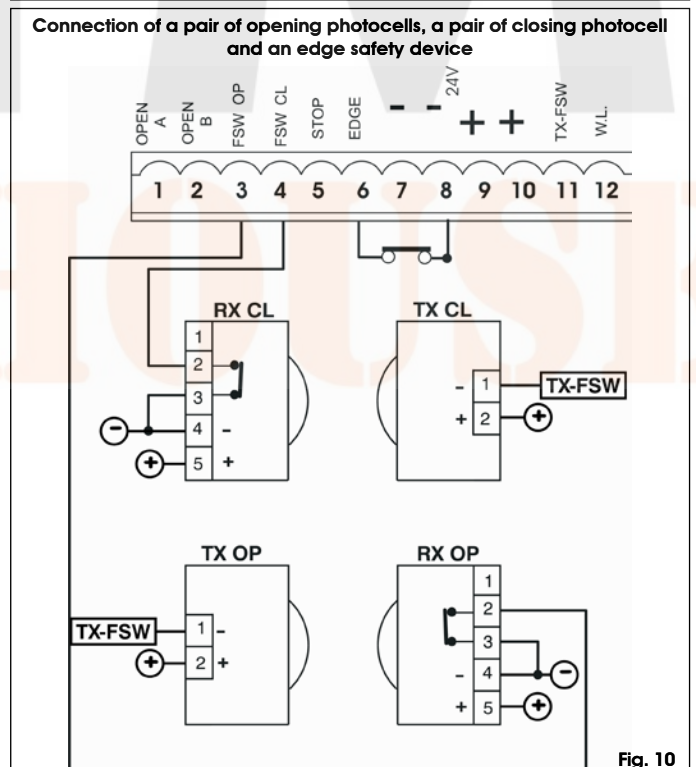 Connection of a pair of opening photocells, a pair of closing photocell
and an edge safety device
OPEN A
OPEN B
FSW OP
FSW CL
STOP
EDGE
- -
24V
+ +
TX-FSW
W.L.
1 2 3 4 5 6 7 8 9 10 11 12
RX CL
1
2
3
4 -
5 +
-
+
TX CL
- 1 TX-FSW
+ 2 +
TX OP
TX-FSW 1 -
+ 2 +
RX OP
1
2
3
- 4 -
+ 5 +
Fig. 10
HOUSE